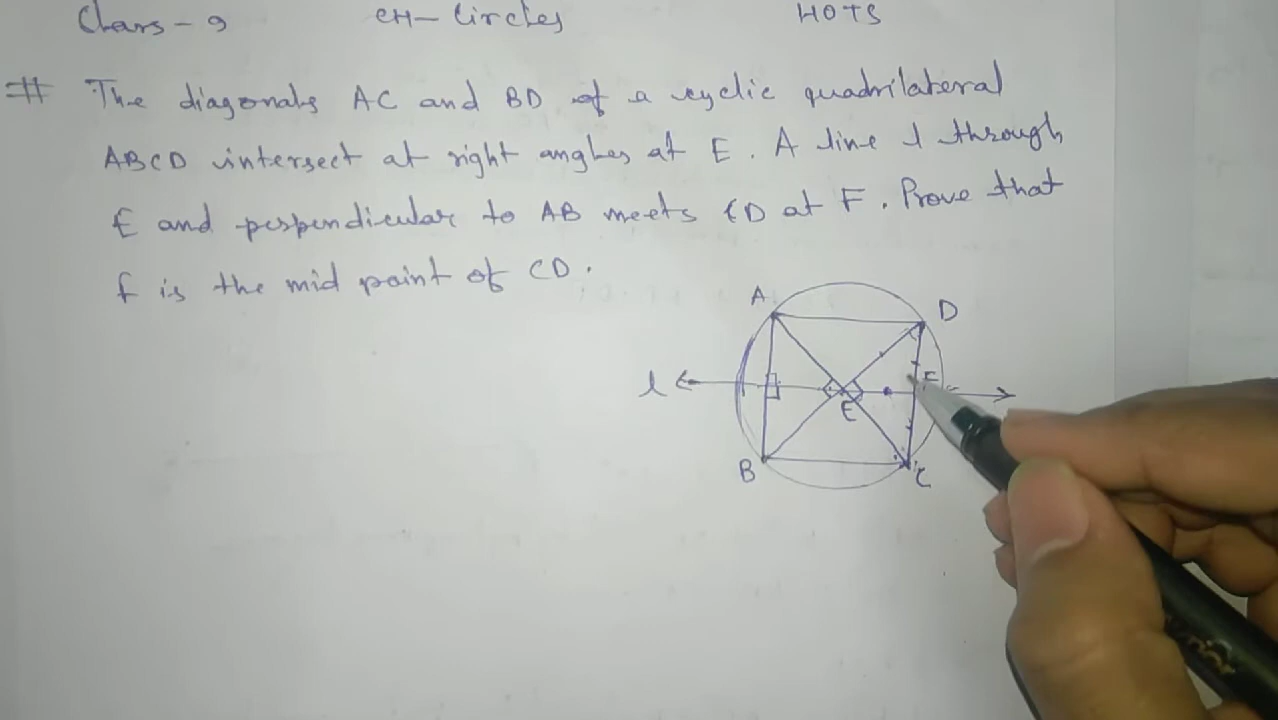 Class - 9 CH - Circles HOTS
# The diagonals AC and BD of a cyclic quadrilateral
ABCD intersect at right angles at E. A line l through
E and perpendicular to AB meets CD at F. Prove that
f is the mid point of CD.
A
D
l
F
E
B
C